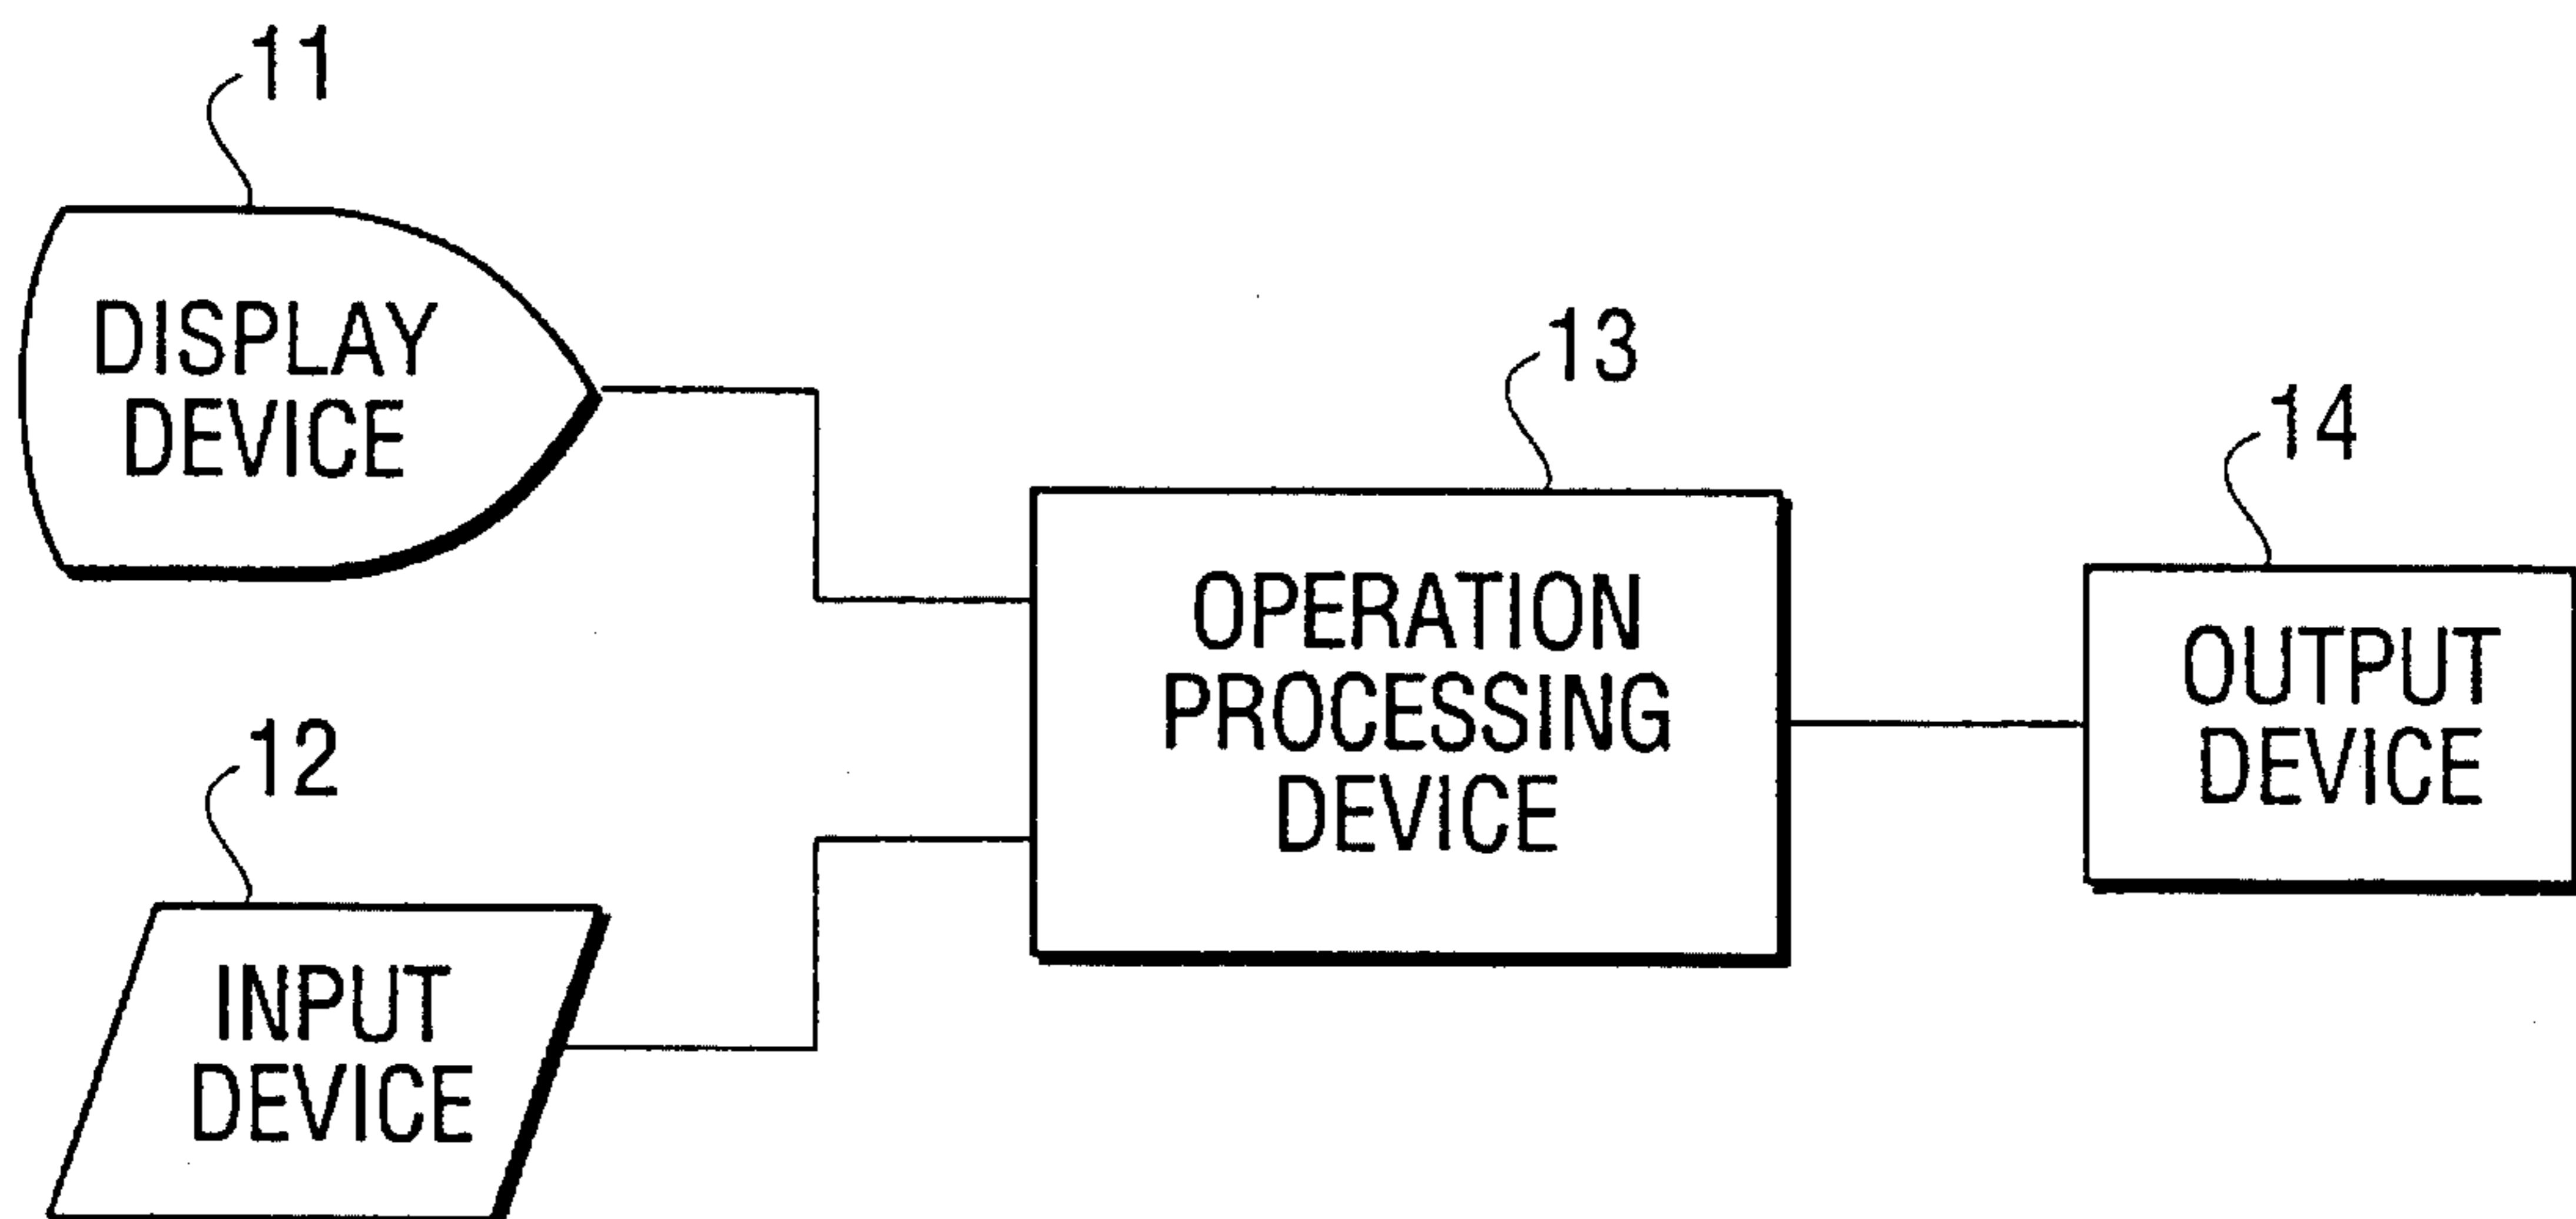 11
DISPLAY
DEVICE
12
INPUT
DEVICE
13
OPERATION
PROCESSING
DEVICE
14
OUTPUT
DEVICE